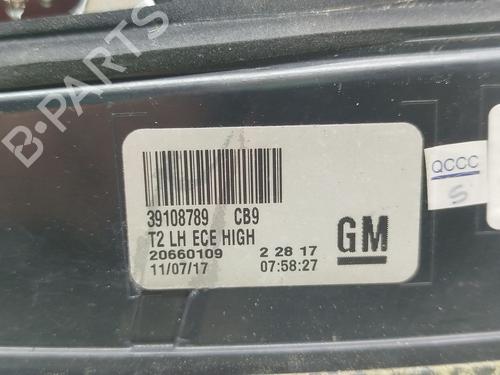 B-PARTS
39108789 CB9
T2 LH ECE HIGH
20660109 2 28 17
11/07/17 07:58:27
GM
QCCC
S